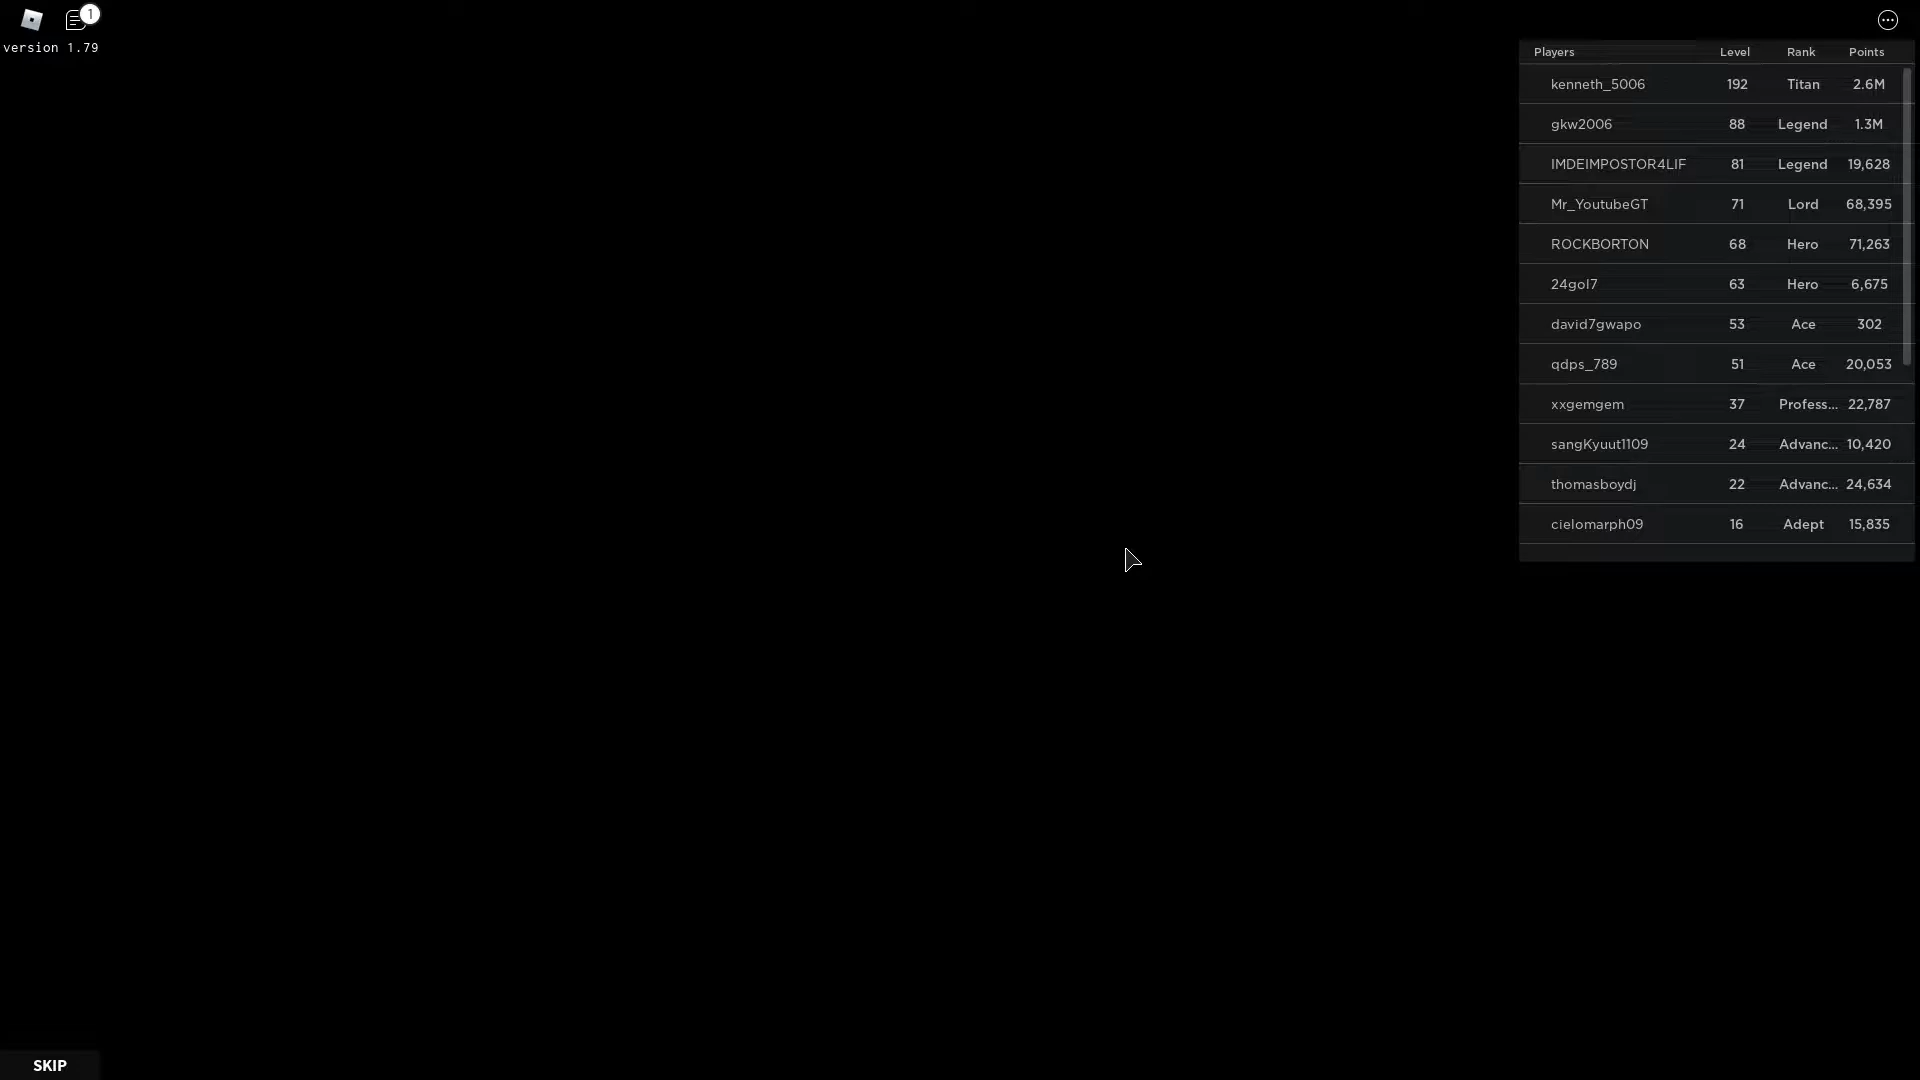 1
version 1.79
Players Level Rank Points
kenneth_5006 192 Titan 2.6M
gkw2006 88 Legend 1.3M
IMDEIMPOSTOR4LIF 81 Legend 19,628
Mr_YoutubeGT 71 Lord 68,395
ROCKBORTON 68 Hero 71,263
24gol7 63 Hero 6,675
david7gwapo 53 Ace 302
qdps_789 51 Ace 20,053
xxgemgem 37 Profess... 22,787
sangKyuut1109 24 Advanc... 10,420
thomasboydj 22 Advanc... 24,634
cielomarph09 16 Adept 15,835
SKIP